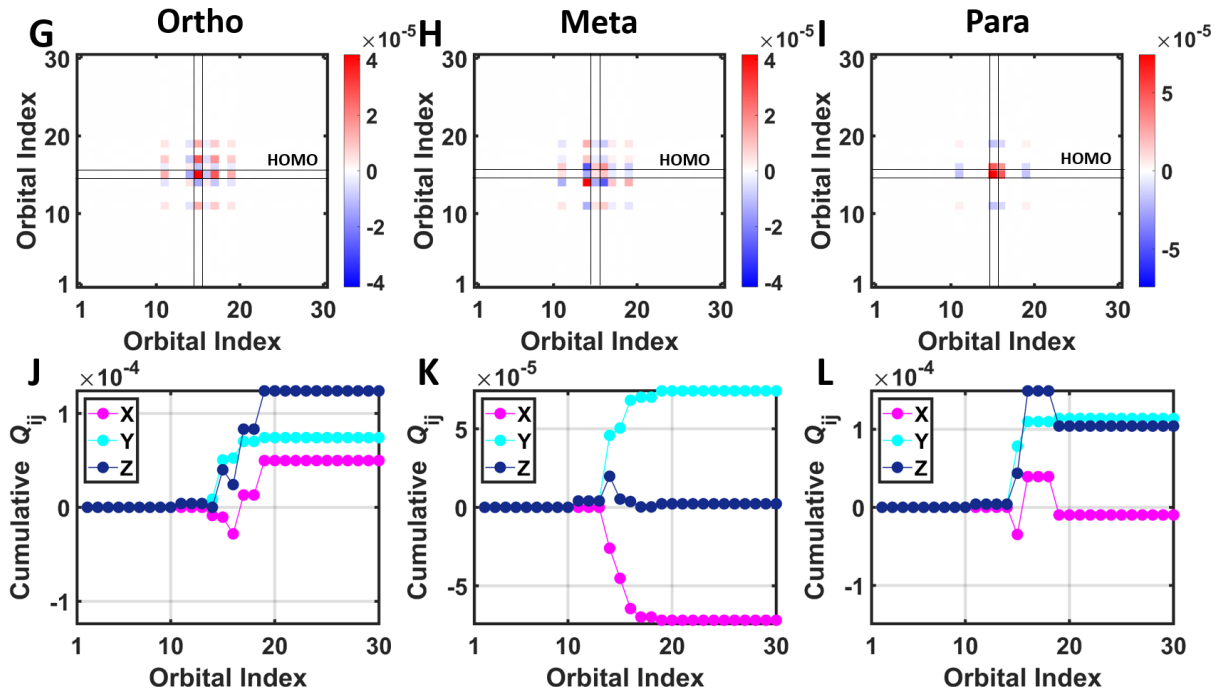 G Ortho ×10⁻⁵ H Meta ×10⁻⁵ I Para ×10⁻⁵
30
20
10
1
Orbital Index
HOMO
1 10 20 30
Orbital Index
4
2
0
-2
-4
30
20
10
1
Orbital Index
HOMO
1 10 20 30
Orbital Index
4
2
0
-2
-4
30
20
10
1
Orbital Index
HOMO
1 10 20 30
Orbital Index
5
0
-5
J ×10⁻⁴
1
0
-1
Cumulative Qij
X
Y
Z
1 10 20 30
Orbital Index
K ×10⁻⁵
5
0
-5
Cumulative Qij
X
Y
Z
1 10 20 30
Orbital Index
L ×10⁻⁴
1
0
-1
Cumulative Qij
X
Y
Z
1 10 20 30
Orbital Index